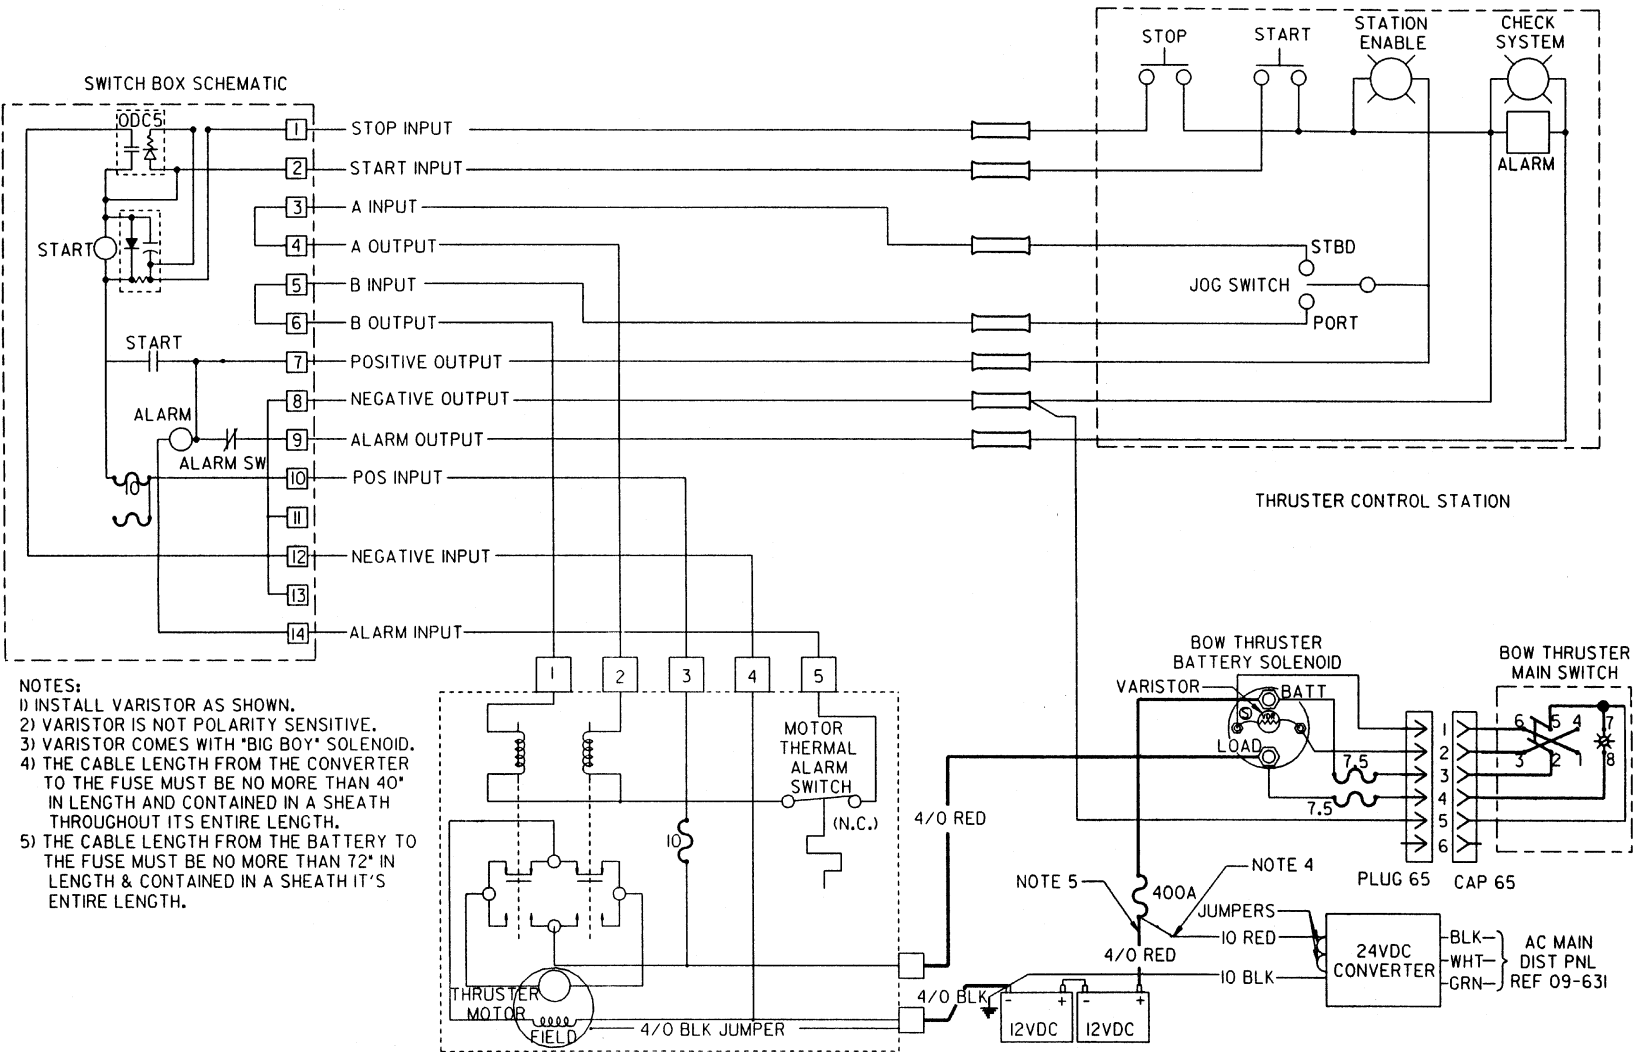 SWITCH BOX SCHEMATIC
ODC5
START
START
ALARM
ALARM SW
10
1 STOP INPUT
2 START INPUT
3 A INPUT
4 A OUTPUT
5 B INPUT
6 B OUTPUT
7 POSITIVE OUTPUT
8 NEGATIVE OUTPUT
9 ALARM OUTPUT
10 POS INPUT
11
12 NEGATIVE INPUT
13
14 ALARM INPUT
STOP
START
STATION
ENABLE
CHECK
SYSTEM
ALARM
STBD
JOG SWITCH
PORT
THRUSTER CONTROL STATION
NOTES:
1) INSTALL VARISTOR AS SHOWN.
2) VARISTOR IS NOT POLARITY SENSITIVE.
3) VARISTOR COMES WITH "BIG BOY" SOLENOID.
4) THE CABLE LENGTH FROM THE CONVERTER
TO THE FUSE MUST BE NO MORE THAN 40"
IN LENGTH AND CONTAINED IN A SHEATH
THROUGHOUT ITS ENTIRE LENGTH.
5) THE CABLE LENGTH FROM THE BATTERY TO
THE FUSE MUST BE NO MORE THAN 72" IN
LENGTH & CONTAINED IN A SHEATH IT'S
ENTIRE LENGTH.
1 2 3 4 5
MOTOR
THERMAL
ALARM
SWITCH
(N.C.)
10
THRUSTER
MOTOR
FIELD
4/0 BLK JUMPER
4/0 RED
4/0 BLK
BOW THRUSTER
BATTERY SOLENOID
VARISTOR
BATT
S
VDR
LOAD
7.5
7.5
1
2
3
4
5
6
PLUG 65
CAP 65
BOW THRUSTER
MAIN SWITCH
6 5 4 7
3 2 1 8
NOTE 5
NOTE 4
400A
JUMPERS
10 RED
4/0 RED
10 BLK
24VDC
CONVERTER
BLK
WHT
GRN
AC MAIN
DIST PNL
REF 09-631
- + - +
12VDC 12VDC